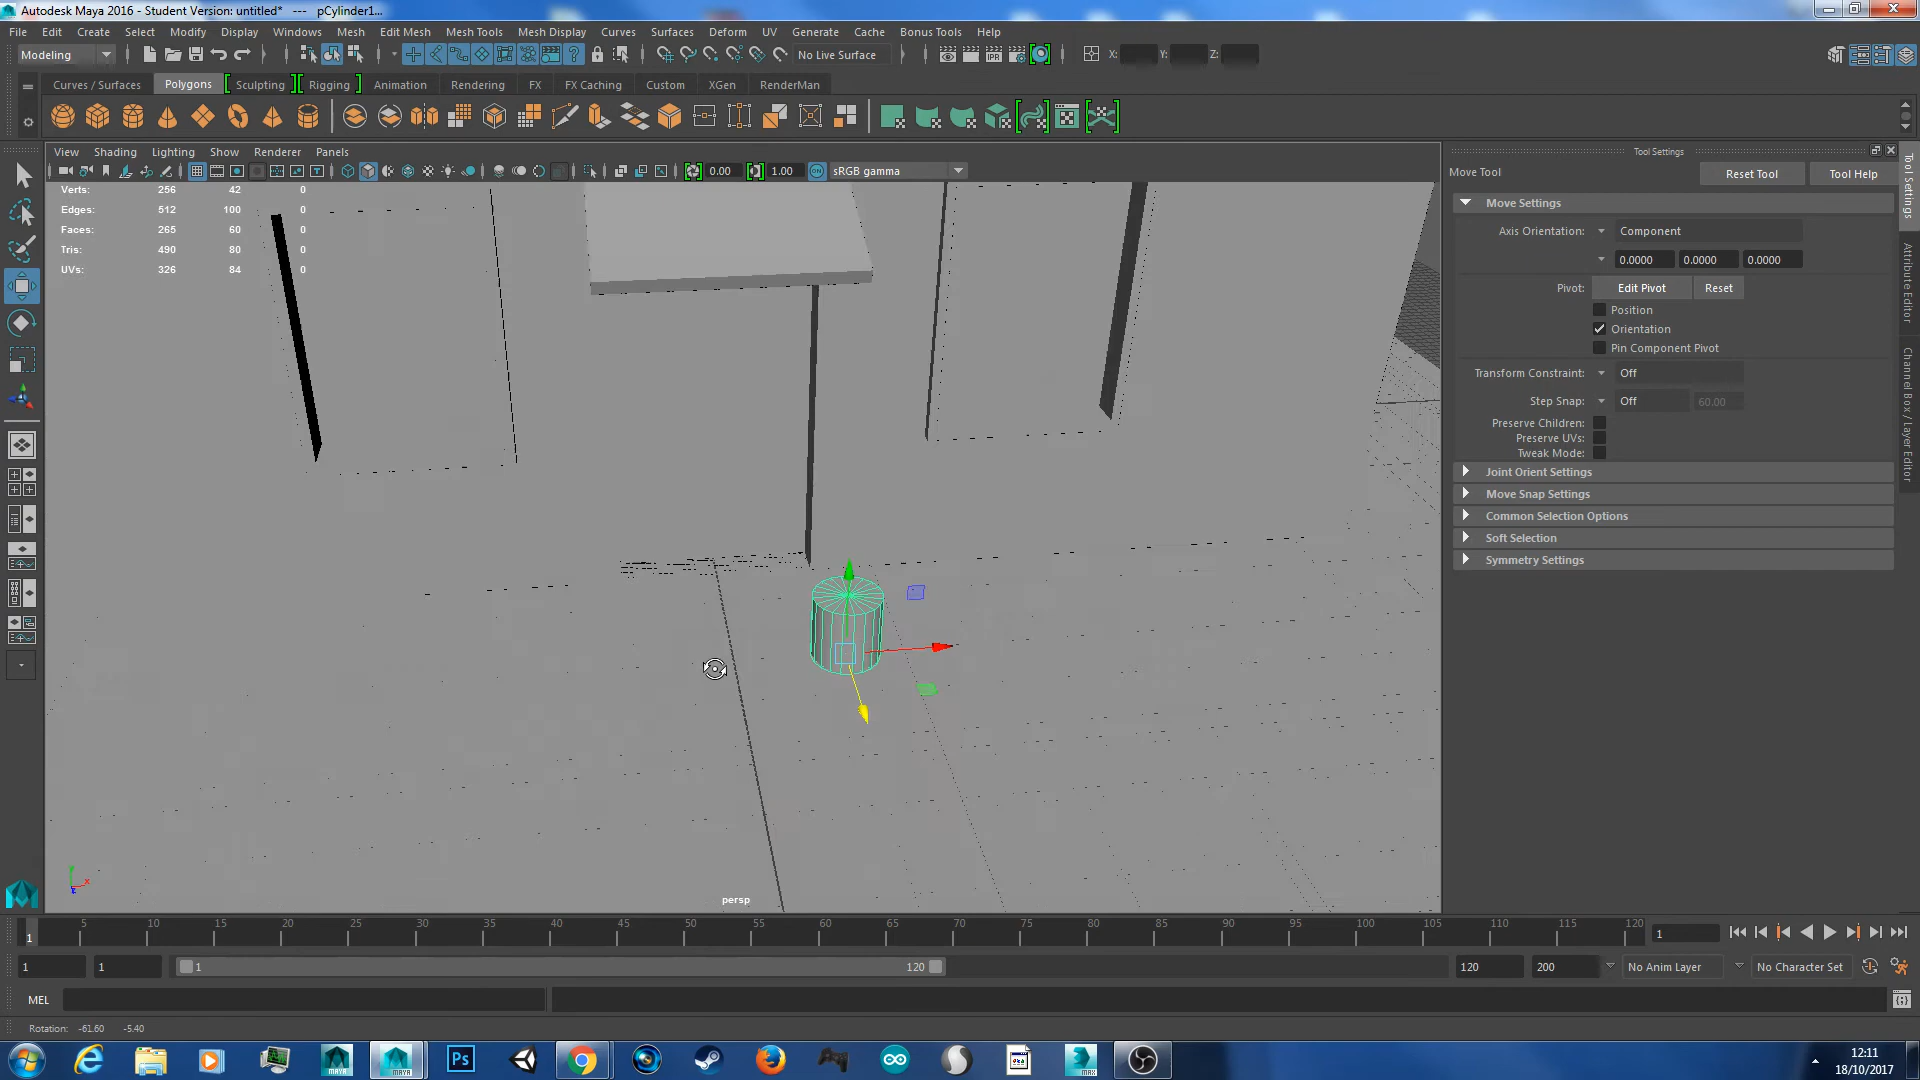 Autodesk Maya 2016 - Student Version: untitled* --- pCylinder1...
File Edit Create Select Modify Display Windows Mesh Edit Mesh Mesh Tools Mesh Display Curves Surfaces Deform UV Generate Cache Bonus Tools Help
Modeling No Live Surface X: Y: Z:
Curves / Surfaces Polygons Sculpting Rigging Animation Rendering FX FX Caching Custom XGen RenderMan
View Shading Lighting Show Renderer Panels
0.00 1.00 ON sRGB gamma
Verts: 256 42 0
Edges: 512 100 0
Faces: 265 60 0
Tris: 490 80 0
UVs: 326 84 0
persp
Tool Settings
Move Tool Reset Tool Tool Help
Move Settings
Axis Orientation: Component
0.0000 0.0000 0.0000
Pivot: Edit Pivot Reset
Position
Orientation
Pin Component Pivot
Transform Constraint: Off
Step Snap: Off 60.00
Preserve Children:
Preserve UVs:
Tweak Mode:
Joint Orient Settings
Move Snap Settings
Common Selection Options
Soft Selection
Symmetry Settings
Tool Settings
Attribute Editor
Channel Box / Layer Editor
5 10 15 20 25 30 35 40 45 50 55 60 65 70 75 80 85 90 95 100 105 110 115 120
1 1
1 1 1 120 120 200 No Anim Layer No Character Set
MEL
Rotation: -61.60 -5.40
12:11
18/10/2017